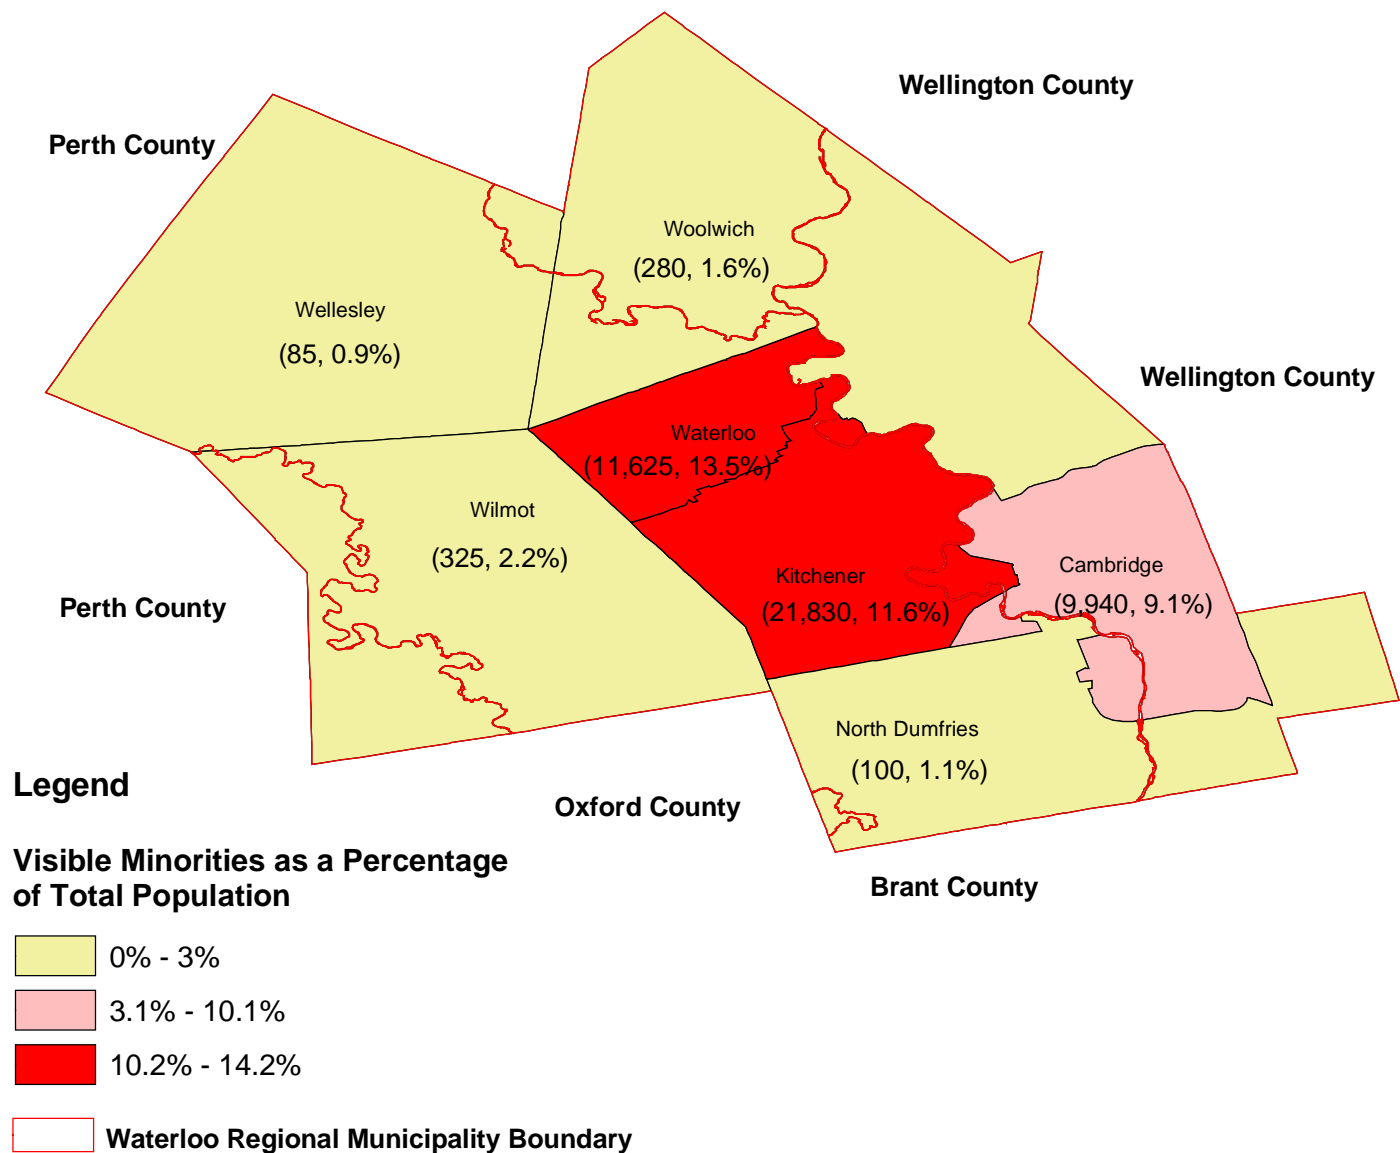 Wellington County
Perth County
Woolwich
(280, 1.6%)
Wellesley
(85, 0.9%)
Wellington County
Waterloo
(11,625, 13.5%)
Wilmot
(325, 2.2%)
Kitchener
(21,830, 11.6%)
Cambridge
(9,940, 9.1%)
Perth County
North Dumfries
(100, 1.1%)
Oxford County
Brant County
Legend
Visible Minorities as a Percentage
of Total Population
0% - 3%
3.1% - 10.1%
10.2% - 14.2%
Waterloo Regional Municipality Boundary